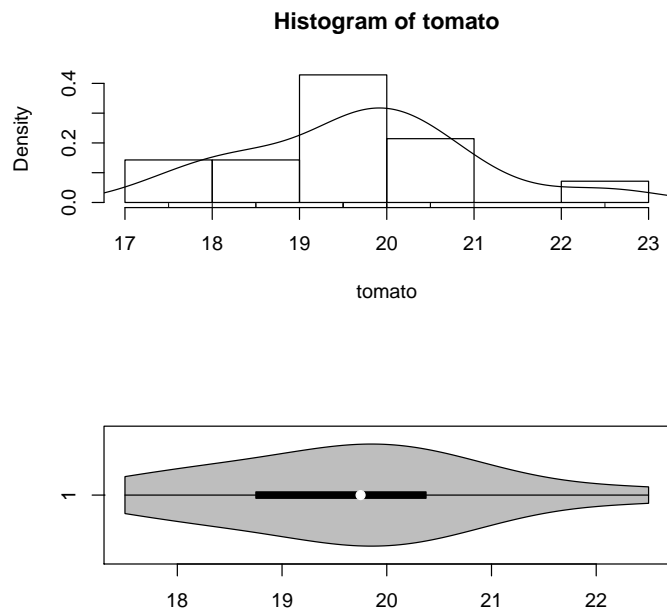 Histogram of tomato
Density
0.0 0.2 0.4
17 18 19 20 21 22 23
tomato
1
18 19 20 21 22